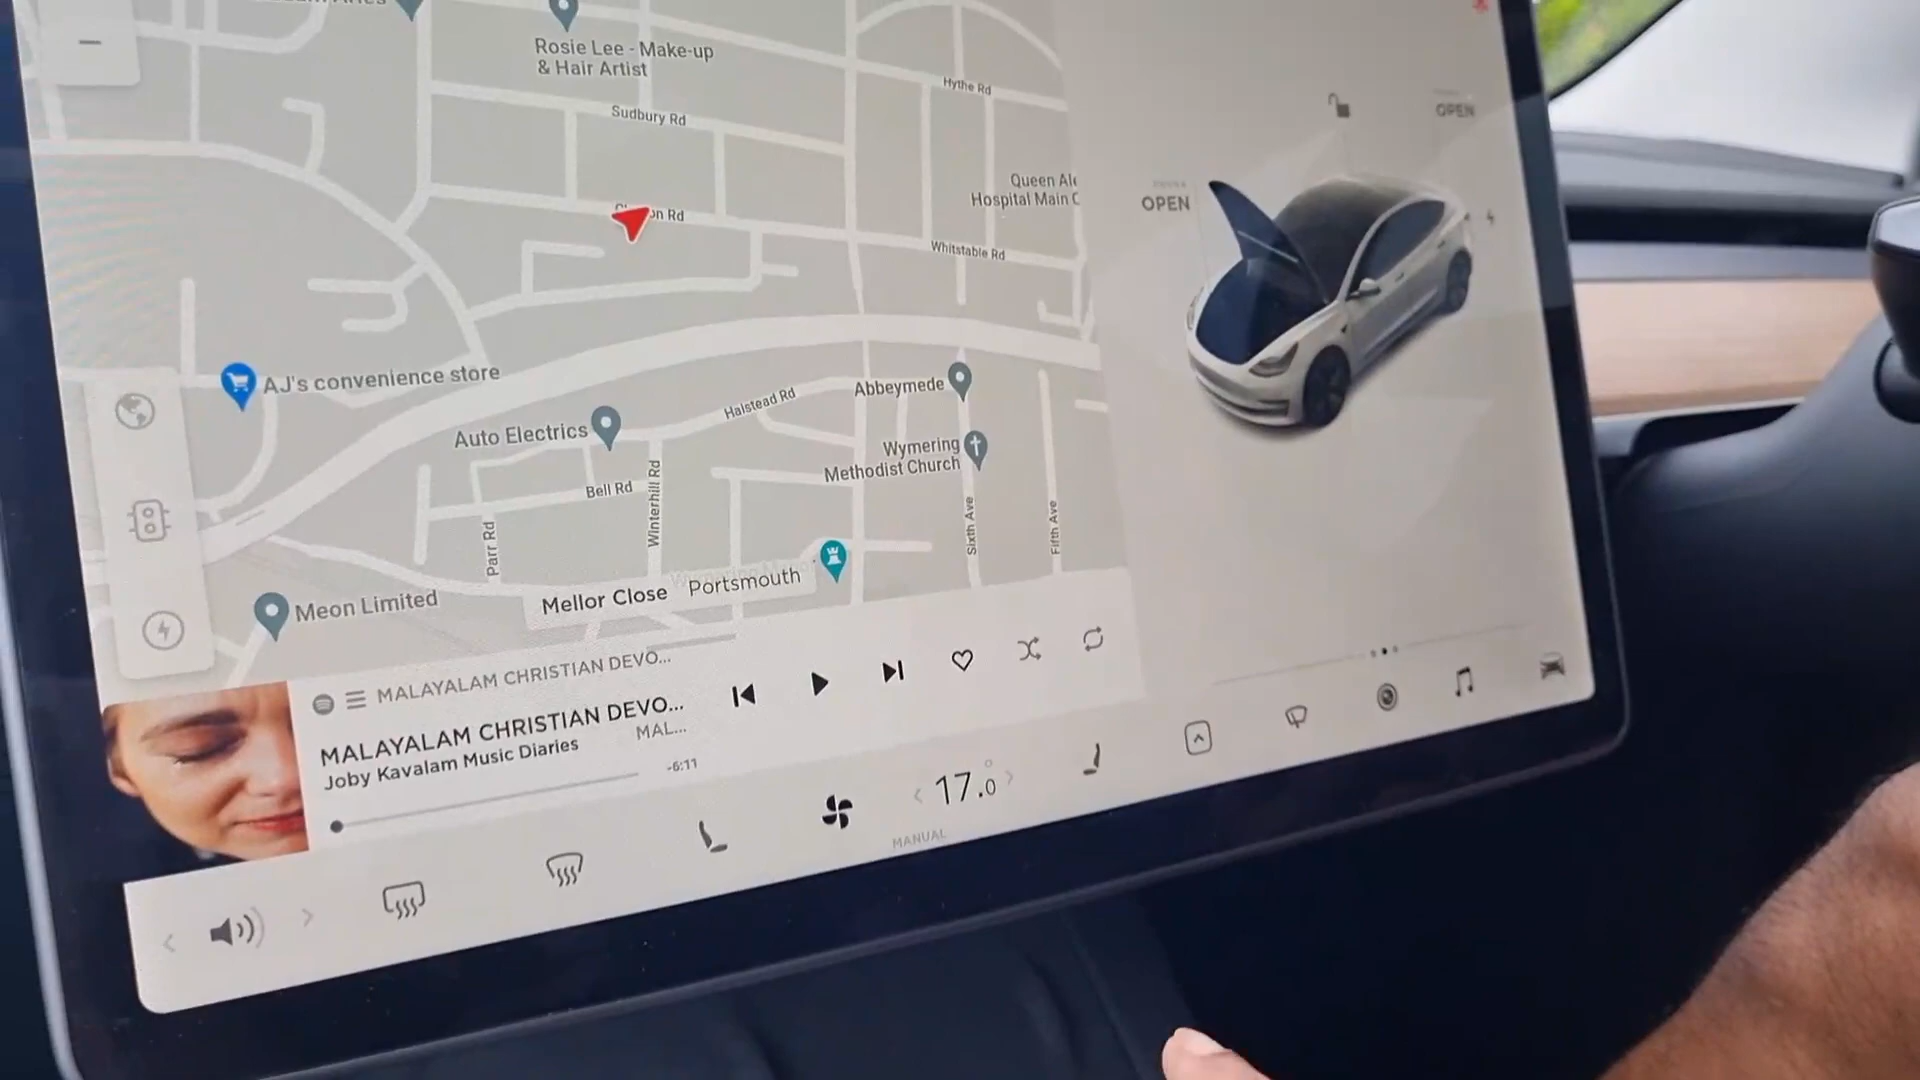 Rosie Lee - Make-up
& Hair Artist
Hythe Rd
OPEN
Sudbury Rd
Queen Al
Hospital Main C
OPEN
on Rd
Whitstable Rd
AJ's convenience store
Abbeymede
Halstead Rd
Auto Electrics
Wymering
Methodist Church
Bell Rd
Winterhill Rd
Parr Rd
Sixth Ave
Fifth Ave
Mellor Close Portsmouth
Meon Limited
MALAYALAM CHRISTIAN DEVO...
MALAYALAM CHRISTIAN DEVO...
MAL...
Joby Kavalam Music Diaries
-6:11
17.0°
MANUAL